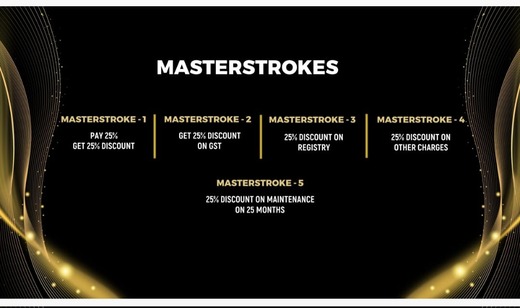 MASTERSTROKES
MASTERSTROKE - 1
PAY 25%
GET 25% DISCOUNT
MASTERSTROKE - 2
GET 25% DISCOUNT
ON GST
MASTERSTROKE - 3
25% DISCOUNT ON
REGISTRY
MASTERSTROKE - 4
25% DISCOUNT ON
OTHER CHARGES
MASTERSTROKE - 5
25% DISCOUNT ON MAINTENANCE
ON 25 MONTHS